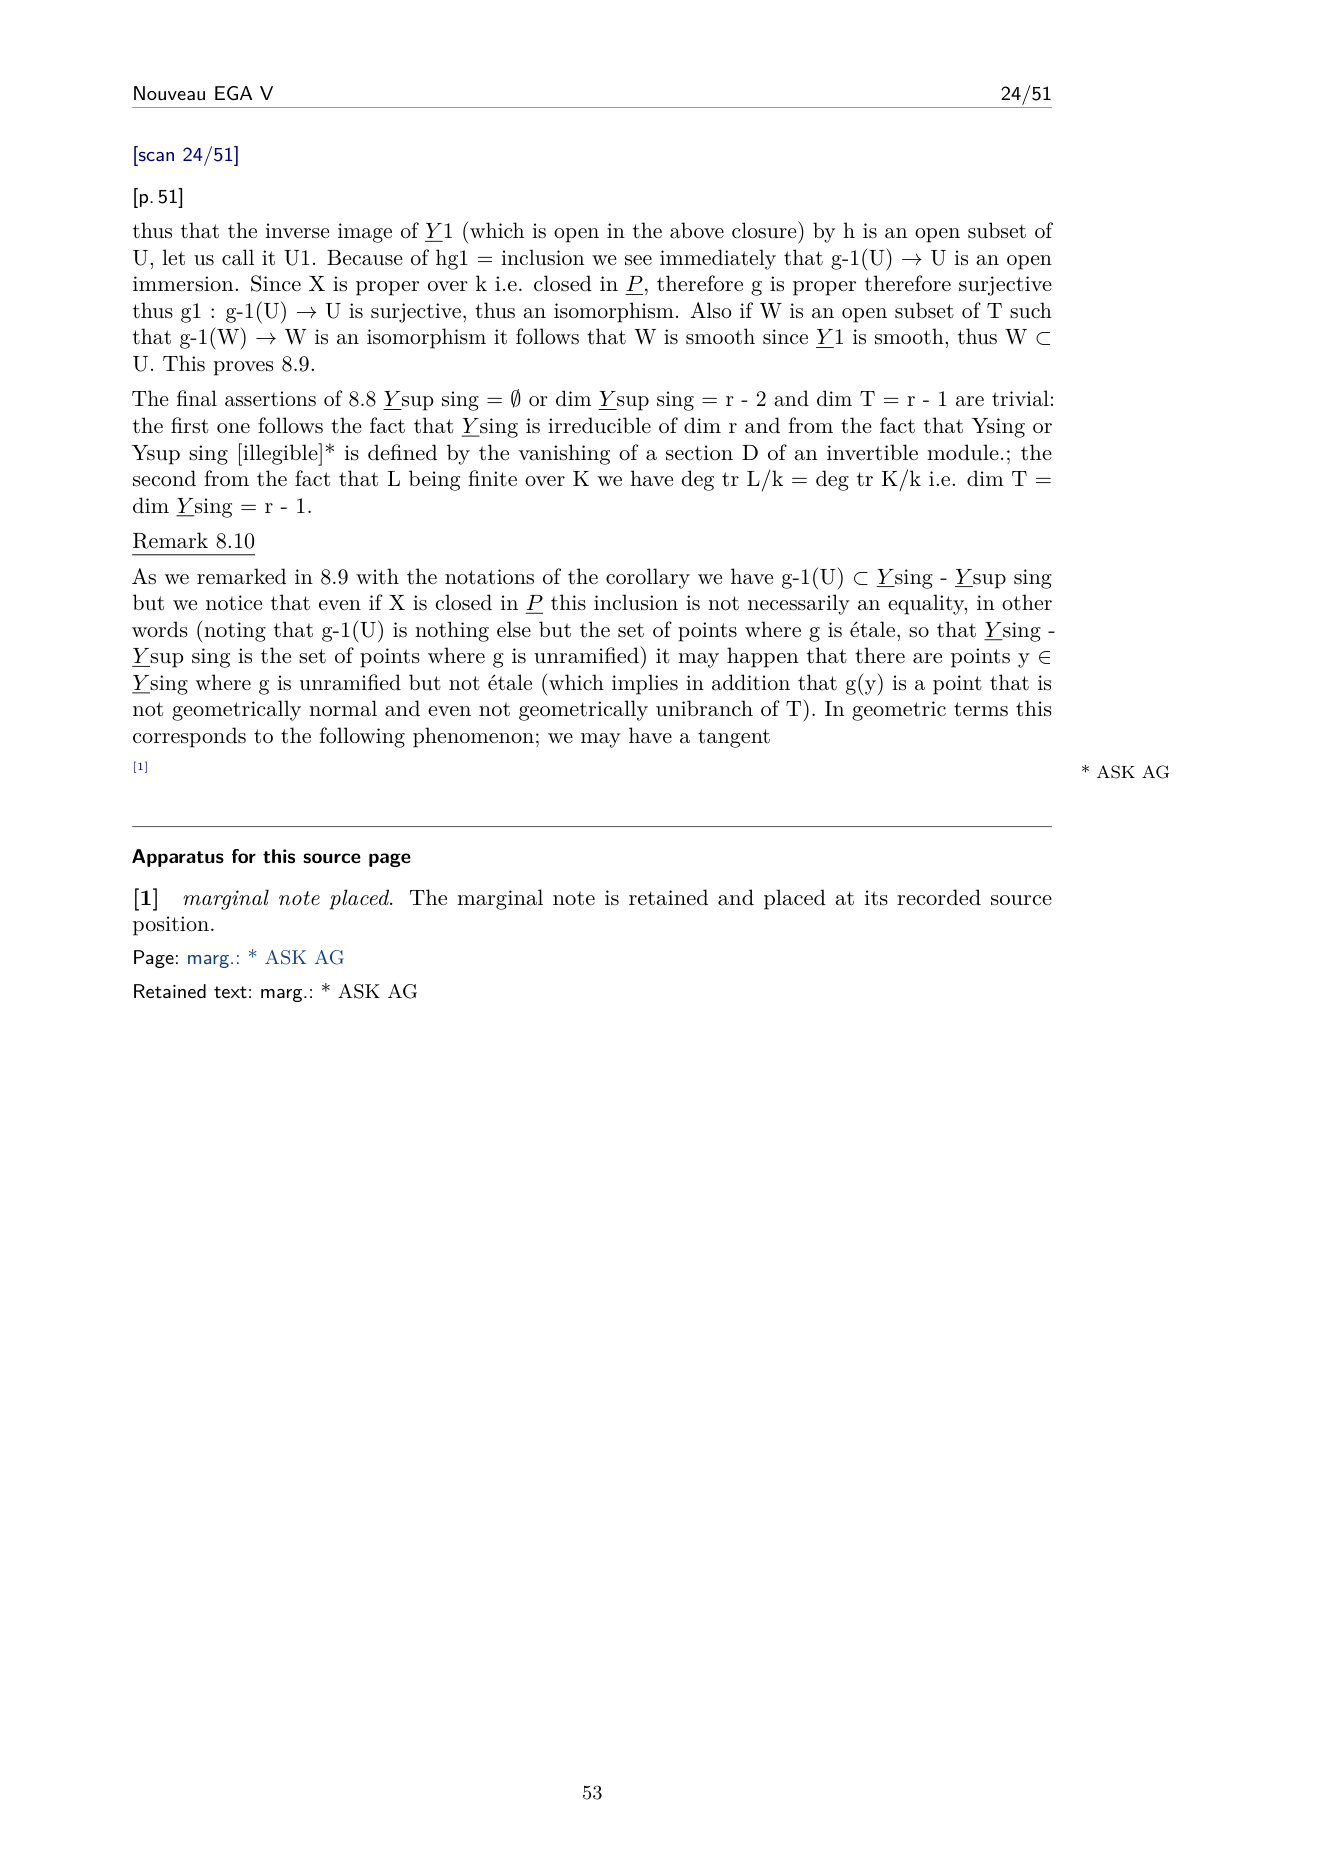 Nouveau EGA V 24/51
[scan 24/51]
[p. 51]
thus that the inverse image of Y1 (which is open in the above closure) by h is an open subset of
U, let us call it U1. Because of hg1 = inclusion we see immediately that g-1(U) → U is an open
immersion. Since X is proper over k i.e. closed in P, therefore g is proper therefore surjective
thus g1 : g-1(U) → U is surjective, thus an isomorphism. Also if W is an open subset of T such
that g-1(W) → W is an isomorphism it follows that W is smooth since Y1 is smooth, thus W ⊂
U. This proves 8.9.
The final assertions of 8.8 Ysup sing = ∅ or dim Ysup sing = r - 2 and dim T = r - 1 are trivial:
the first one follows the fact that Ysing is irreducible of dim r and from the fact that Ysing or
Ysup sing [illegible]* is defined by the vanishing of a section D of an invertible module.; the
second from the fact that L being finite over K we have deg tr L/k = deg tr K/k i.e. dim T =
dim Ysing = r - 1.
Remark 8.10
As we remarked in 8.9 with the notations of the corollary we have g-1(U) ⊂ Ysing - Ysup sing
but we notice that even if X is closed in P this inclusion is not necessarily an equality, in other
words (noting that g-1(U) is nothing else but the set of points where g is étale, so that Ysing -
Ysup sing is the set of points where g is unramified) it may happen that there are points y ∈
Ysing where g is unramified but not étale (which implies in addition that g(y) is a point that is
not geometrically normal and even not geometrically unibranch of T). In geometric terms this
corresponds to the following phenomenon; we may have a tangent
[1] * ASK AG
Apparatus for this source page
[1] marginal note placed. The marginal note is retained and placed at its recorded source
position.
Page: marg.: * ASK AG
Retained text: marg.: * ASK AG
53